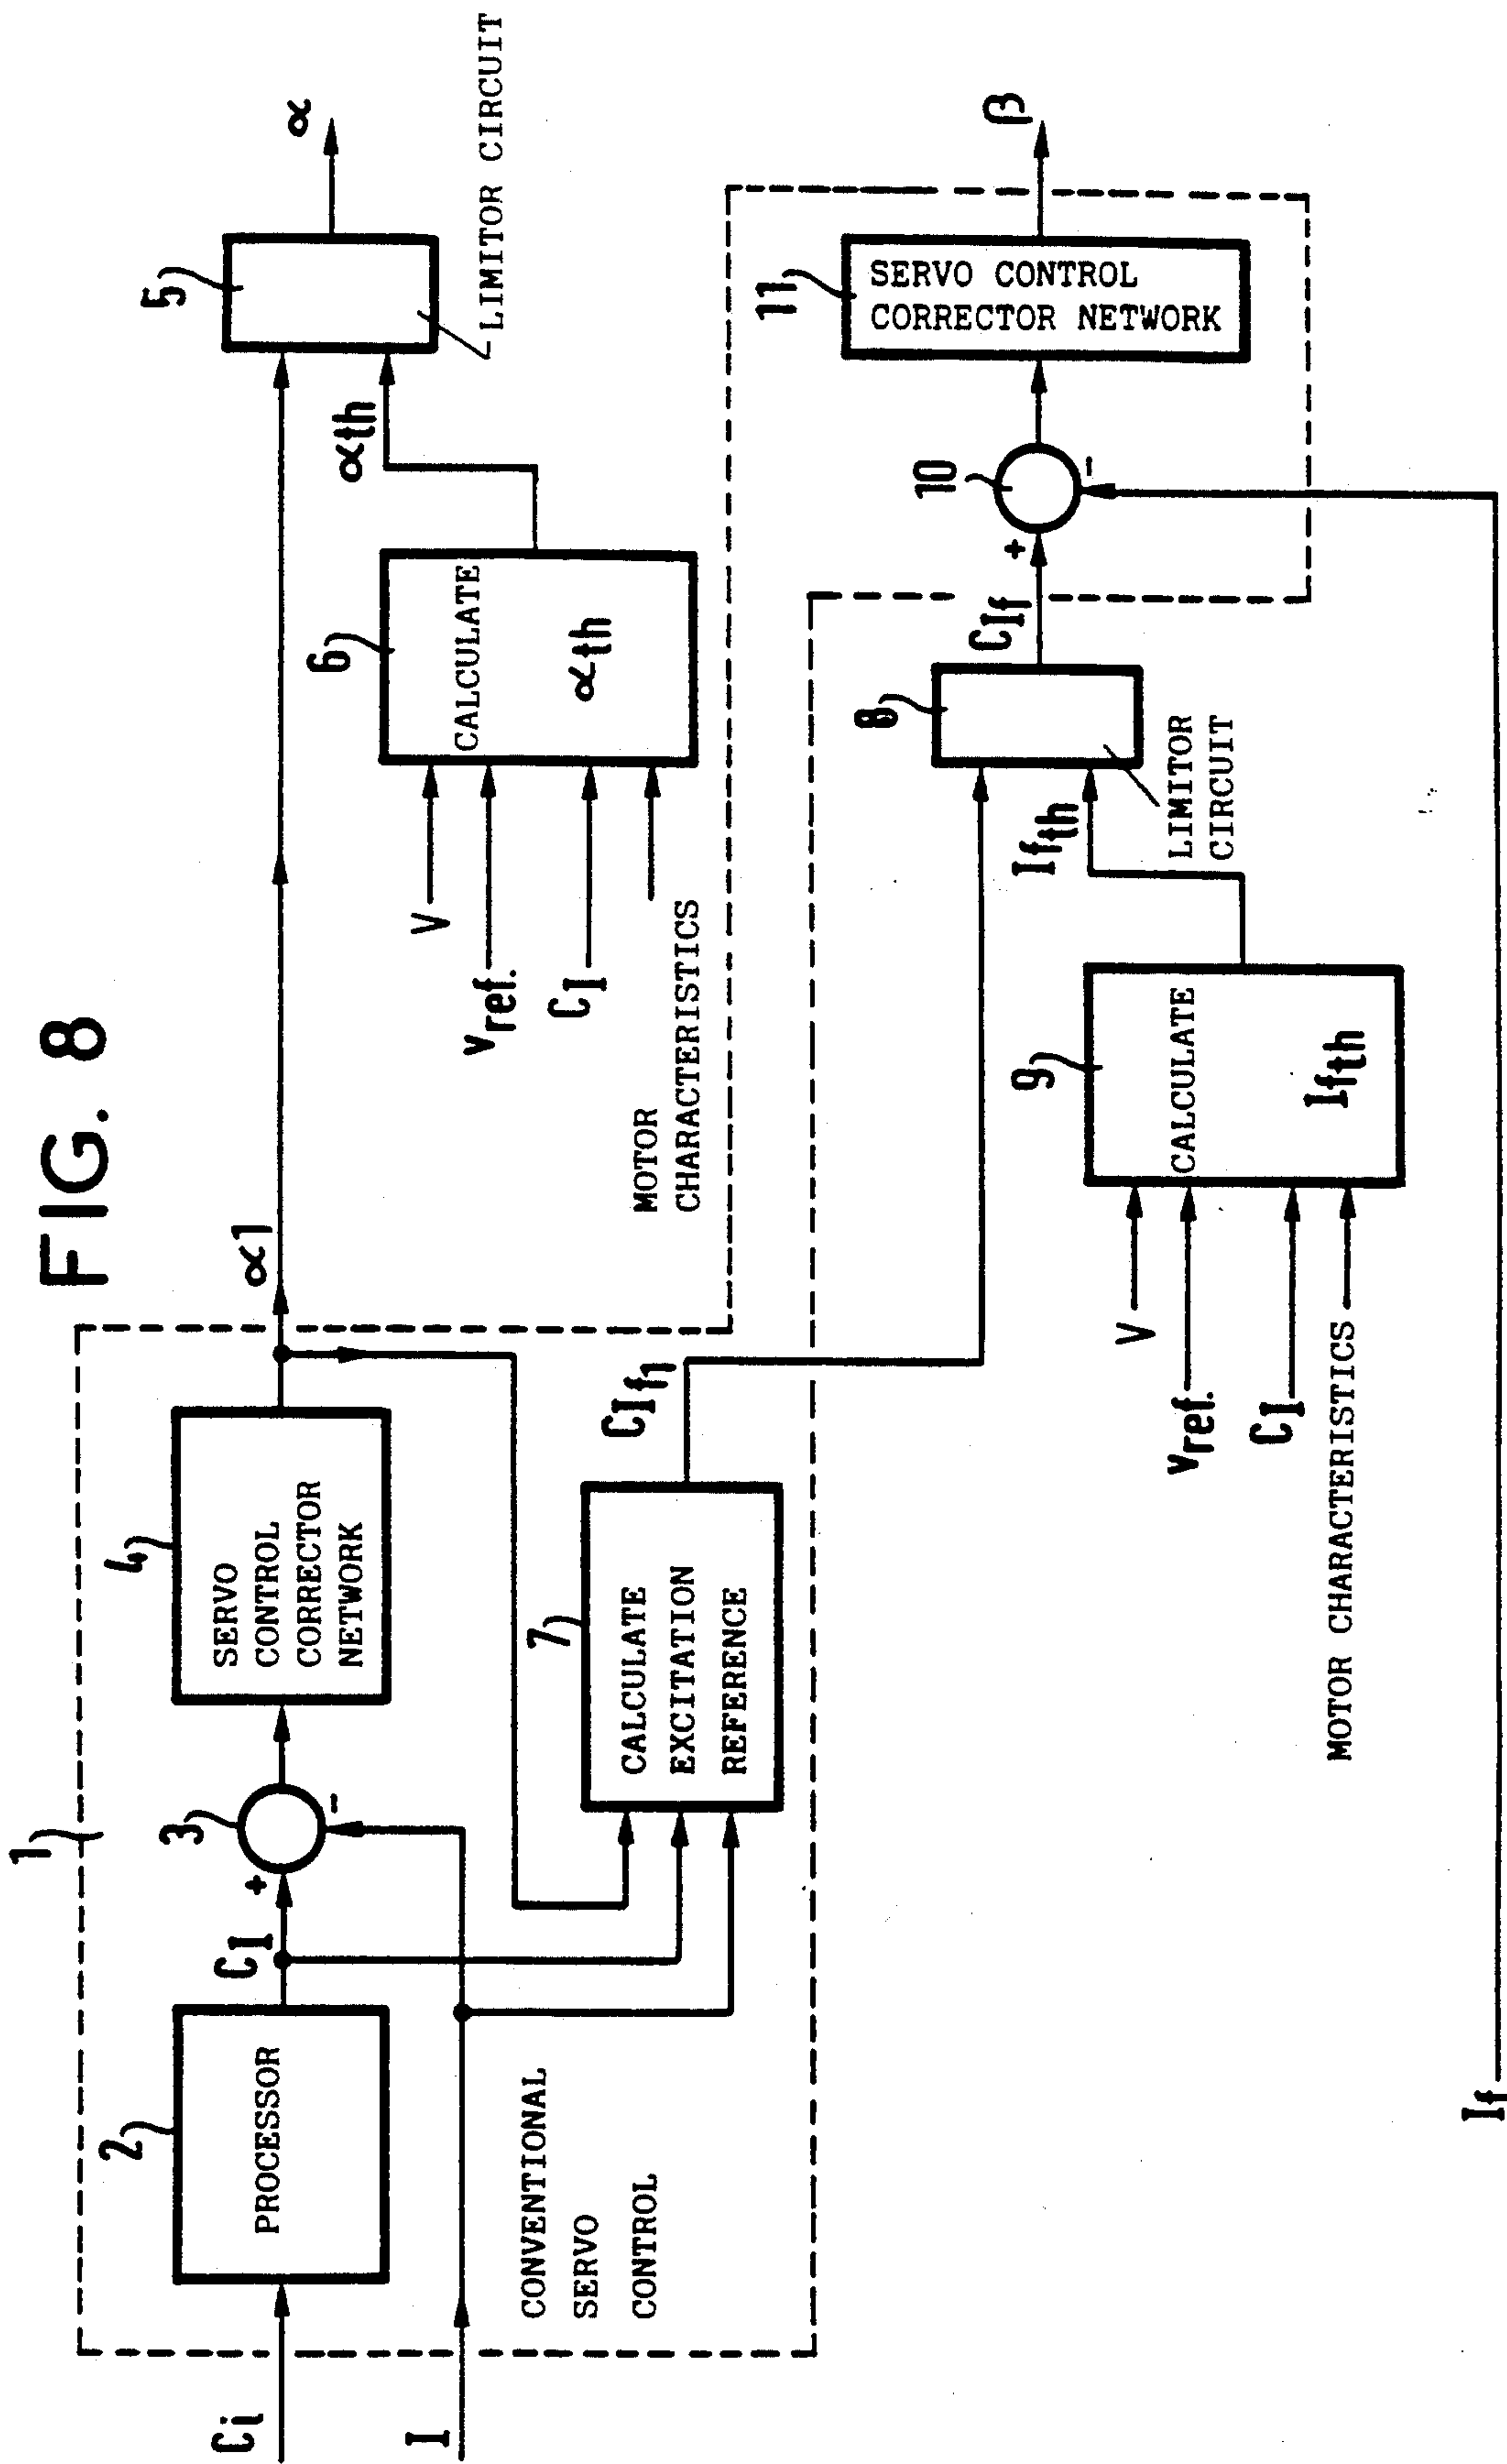 FIG. 8
1
2
PROCESSOR
Ci
I
CI
+
-
3
4
SERVO
CONTROL
CORRECTOR
NETWORK
α1
5
α
LIMITOR CIRCUIT
αth
6
CALCULATE
αth
V
vref.
CI
MOTOR
CHARACTERISTICS
CONVENTIONAL
SERVO
CONTROL
7
CALCULATE
EXCITATION
REFERENCE
CIf1
8
LIMITOR
CIRCUIT
CIf
Ifth
9
CALCULATE
Ifth
V
vref.
CI
MOTOR CHARACTERISTICS
10
+
-
11
SERVO CONTROL
CORRECTOR NETWORK
β
If